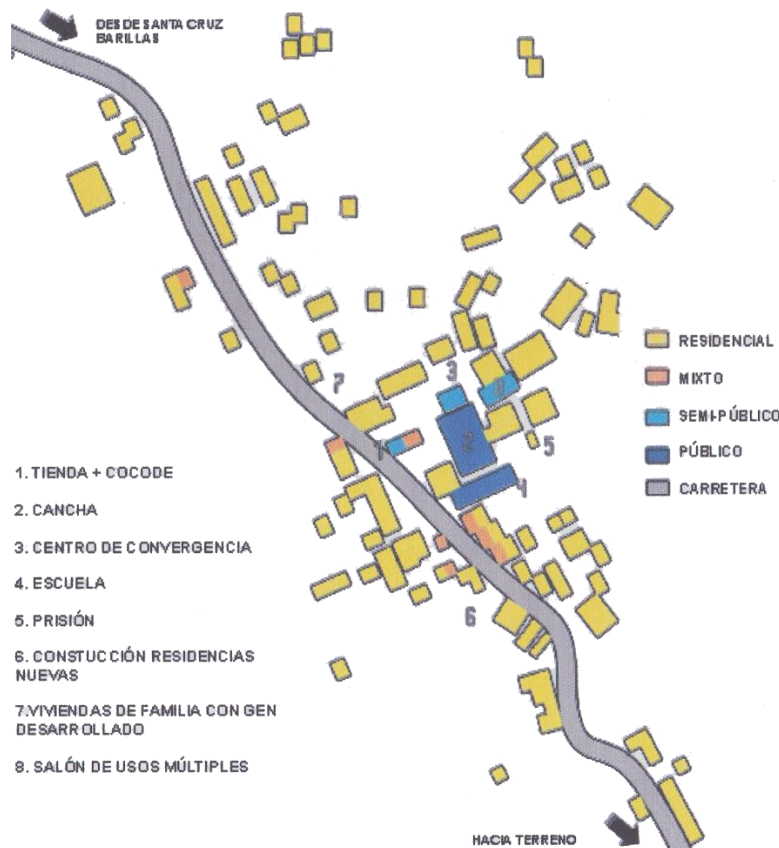 DESDE SANTA CRUZ
BARILLAS
7
3
8
2
1
5
4
6
RESIDENCIAL
MIXTO
SEMI-PÚBLICO
PÚBLICO
CARRETERA
1. TIENDA + COCODE
2. CANCHA
3. CENTRO DE CONVERGENCIA
4. ESCUELA
5. PRISIÓN
6. CONSTUCCIÓN RESIDENCIAS
NUEVAS
7.VIVIENDAS DE FAMILIA CON GEN
DESARROLLADO
8. SALÓN DE USOS MÚLTIPLES
HACIA TERRENO